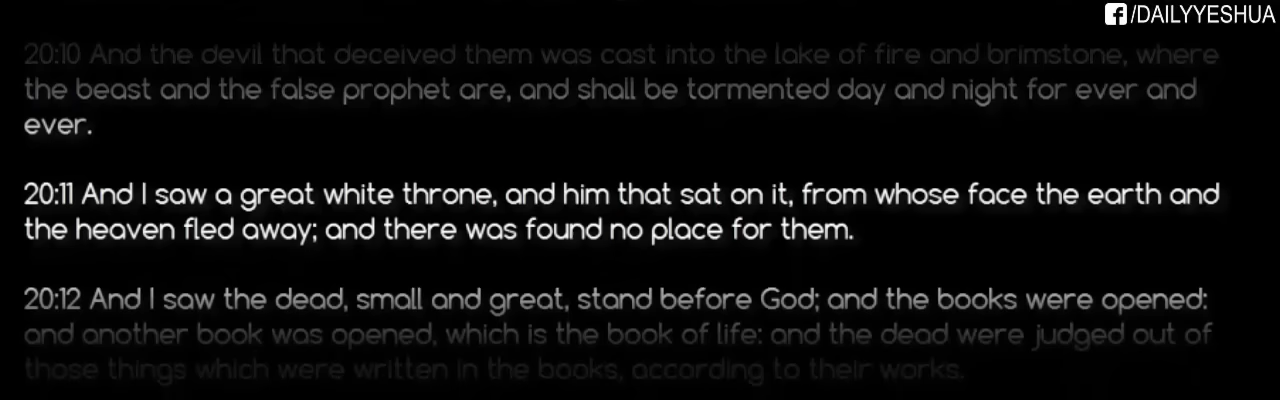 /DAILYYESHUA
20:10 And the devil that deceived them was cast into the lake of fire and brimstone, where
the beast and the false prophet are, and shall be tormented day and night for ever and
ever.
20:11 And I saw a great white throne, and him that sat on it, from whose face the earth and
the heaven fled away; and there was found no place for them.
20:12 And I saw the dead, small and great, stand before God; and the books were opened:
and another book was opened, which is the book of life: and the dead were judged out of
those things which were written in the books, according to their works.